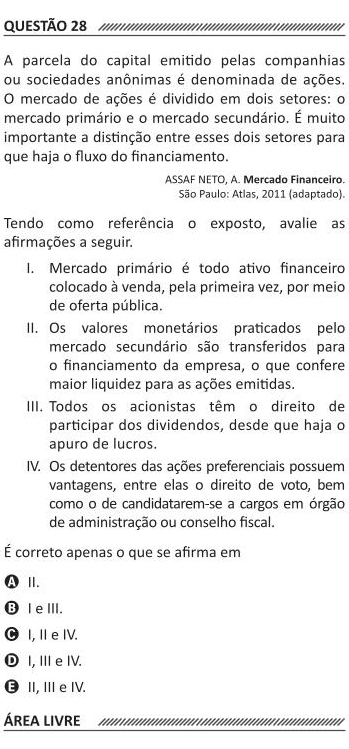 QUESTÃO 28
A parcela do capital emitido pelas companhias
ou sociedades anônimas é denominada de ações.
O mercado de ações é dividido em dois setores: o
mercado primário e o mercado secundário. É muito
importante a distinção entre esses dois setores para
que haja o fluxo do financiamento.
ASSAF NETO, A. Mercado Financeiro.
São Paulo: Atlas, 2011 (adaptado).
Tendo como referência o exposto, avalie as
afirmações a seguir.
I. Mercado primário é todo ativo financeiro
colocado à venda, pela primeira vez, por meio
de oferta pública.
II. Os valores monetários praticados pelo
mercado secundário são transferidos para
o financiamento da empresa, o que confere
maior liquidez para as ações emitidas.
III. Todos os acionistas têm o direito de
participar dos dividendos, desde que haja o
apuro de lucros.
IV. Os detentores das ações preferenciais possuem
vantagens, entre elas o direito de voto, bem
como o de candidatarem-se a cargos em órgão
de administração ou conselho fiscal.
É correto apenas o que se afirma em
A II.
B I e III.
C I, II e IV.
D I, III e IV.
E II, III e IV.
ÁREA LIVRE